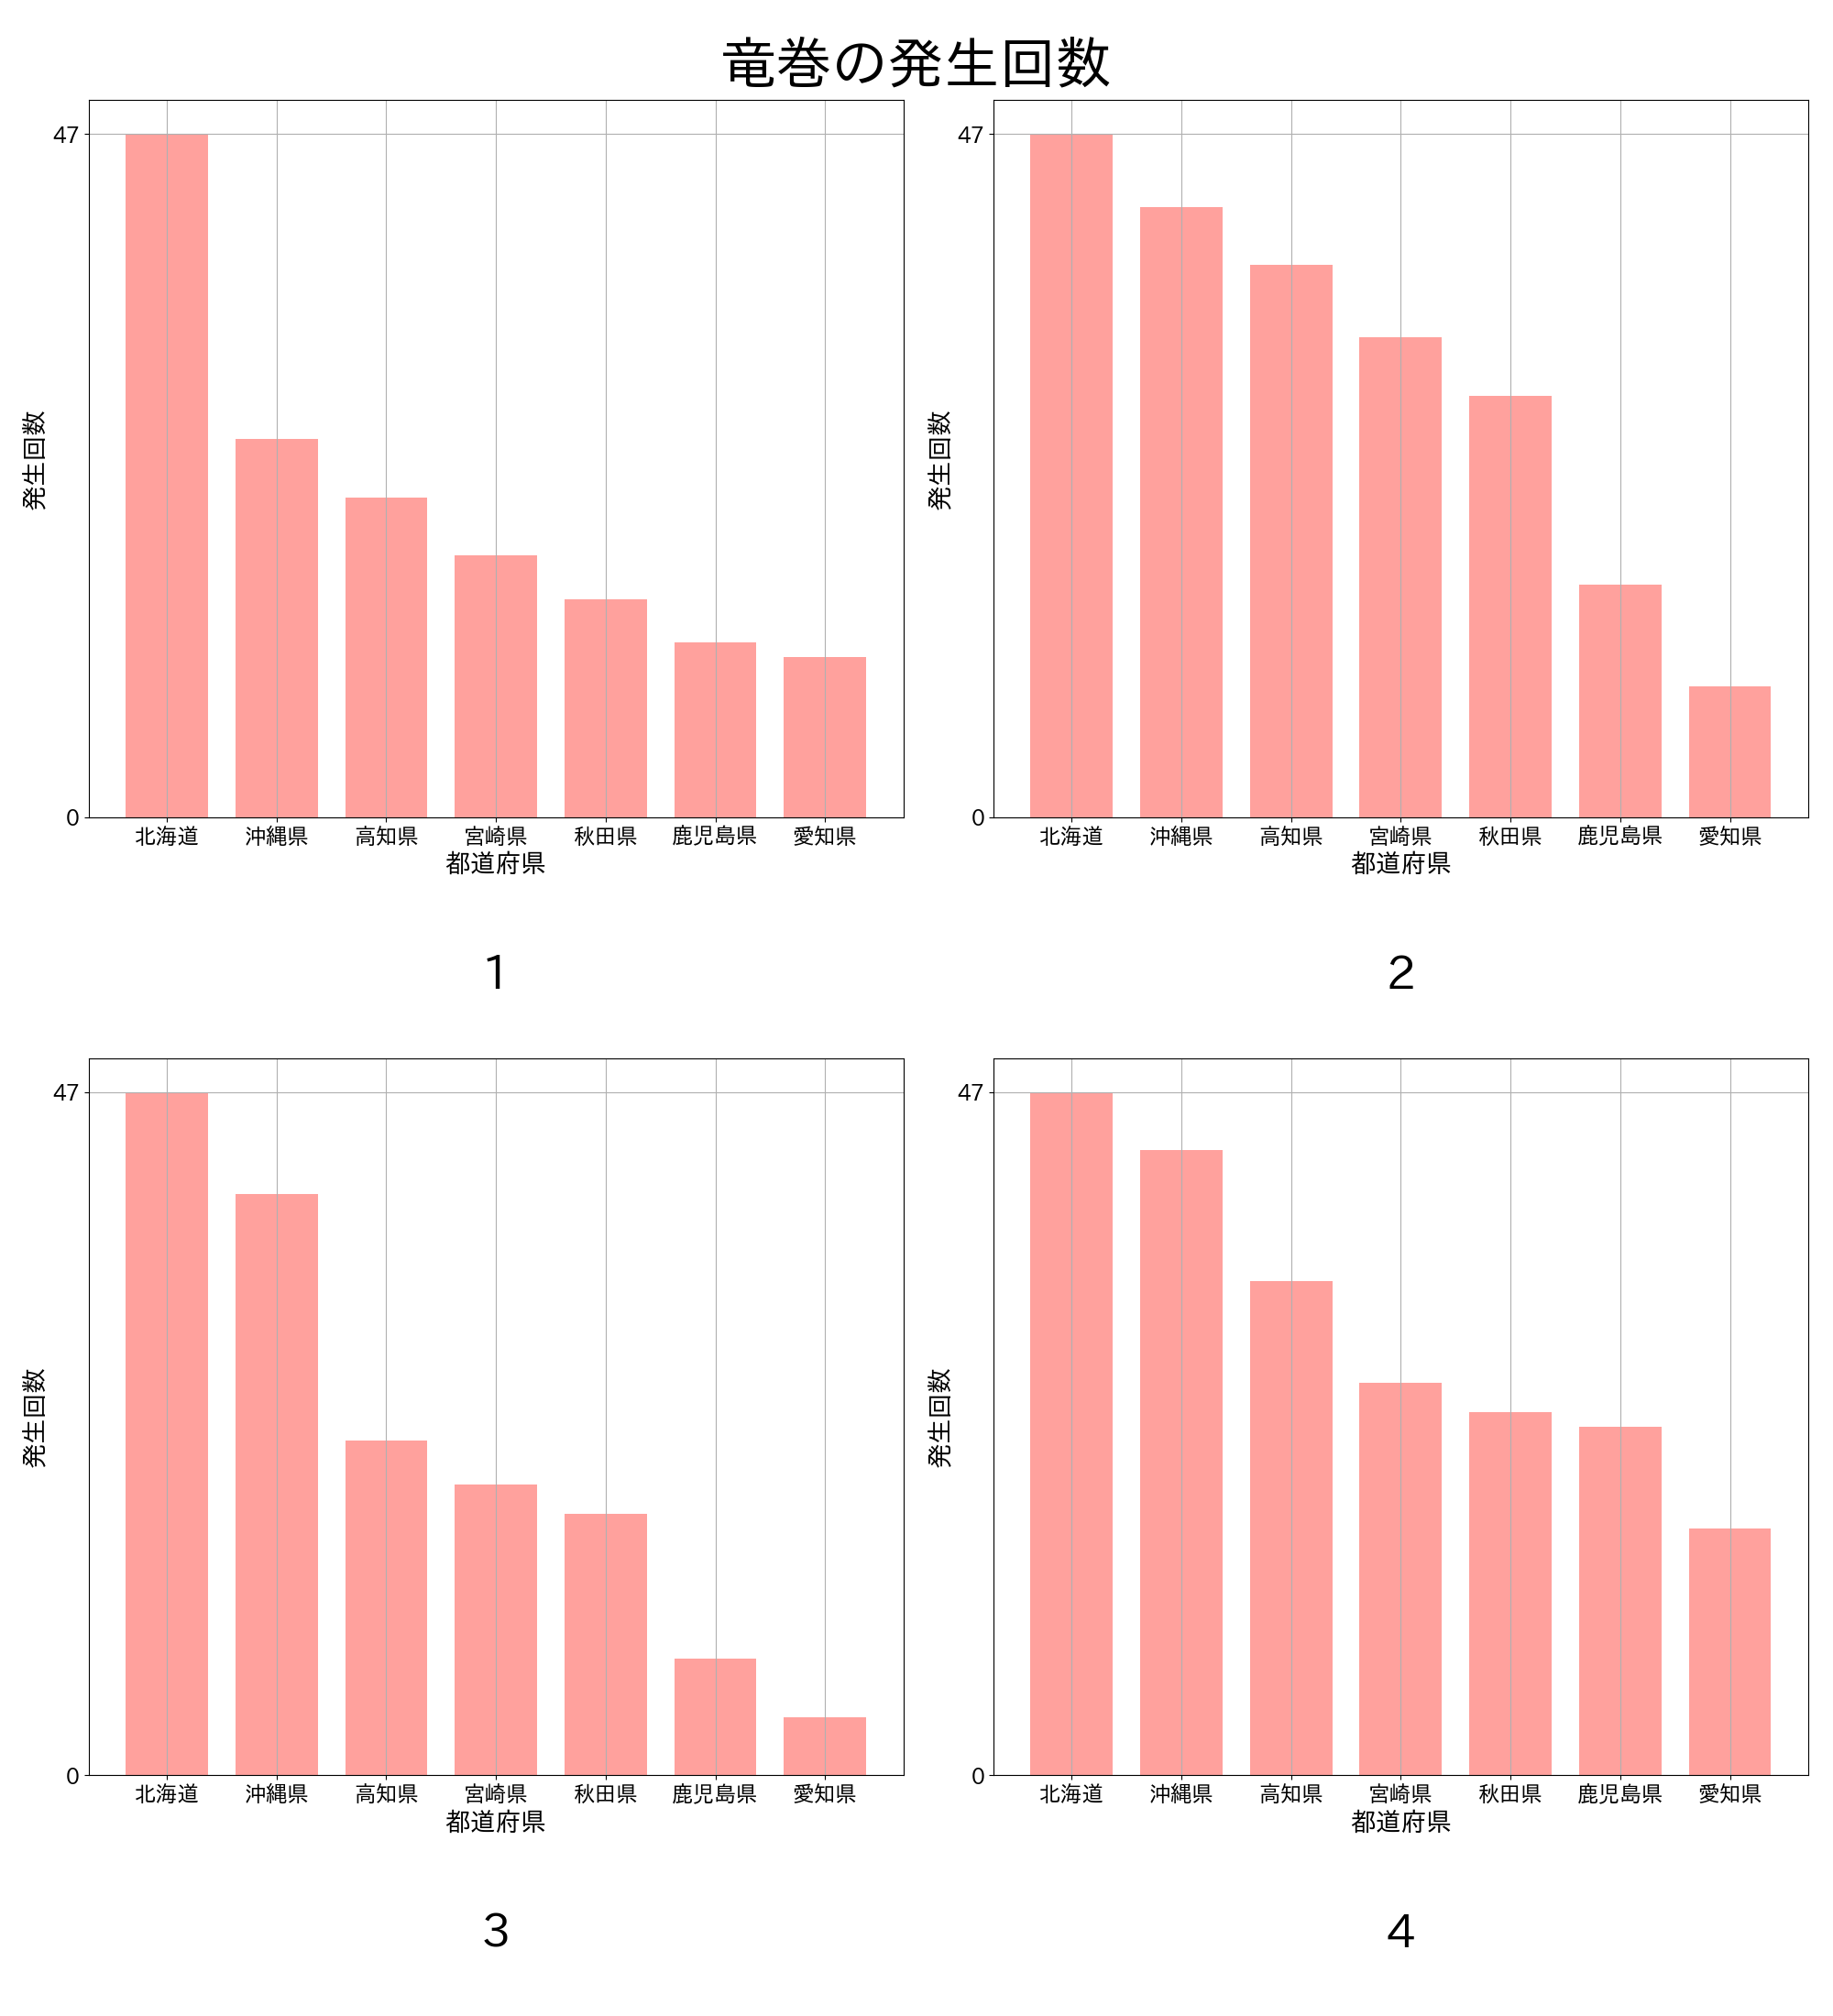 竜巻の発生回数
47
0
発生回数
北海道 沖縄県 高知県 宮崎県 秋田県 鹿児島県 愛知県
都道府県
1
47
0
発生回数
北海道 沖縄県 高知県 宮崎県 秋田県 鹿児島県 愛知県
都道府県
2
47
0
発生回数
北海道 沖縄県 高知県 宮崎県 秋田県 鹿児島県 愛知県
都道府県
3
47
0
発生回数
北海道 沖縄県 高知県 宮崎県 秋田県 鹿児島県 愛知県
都道府県
4